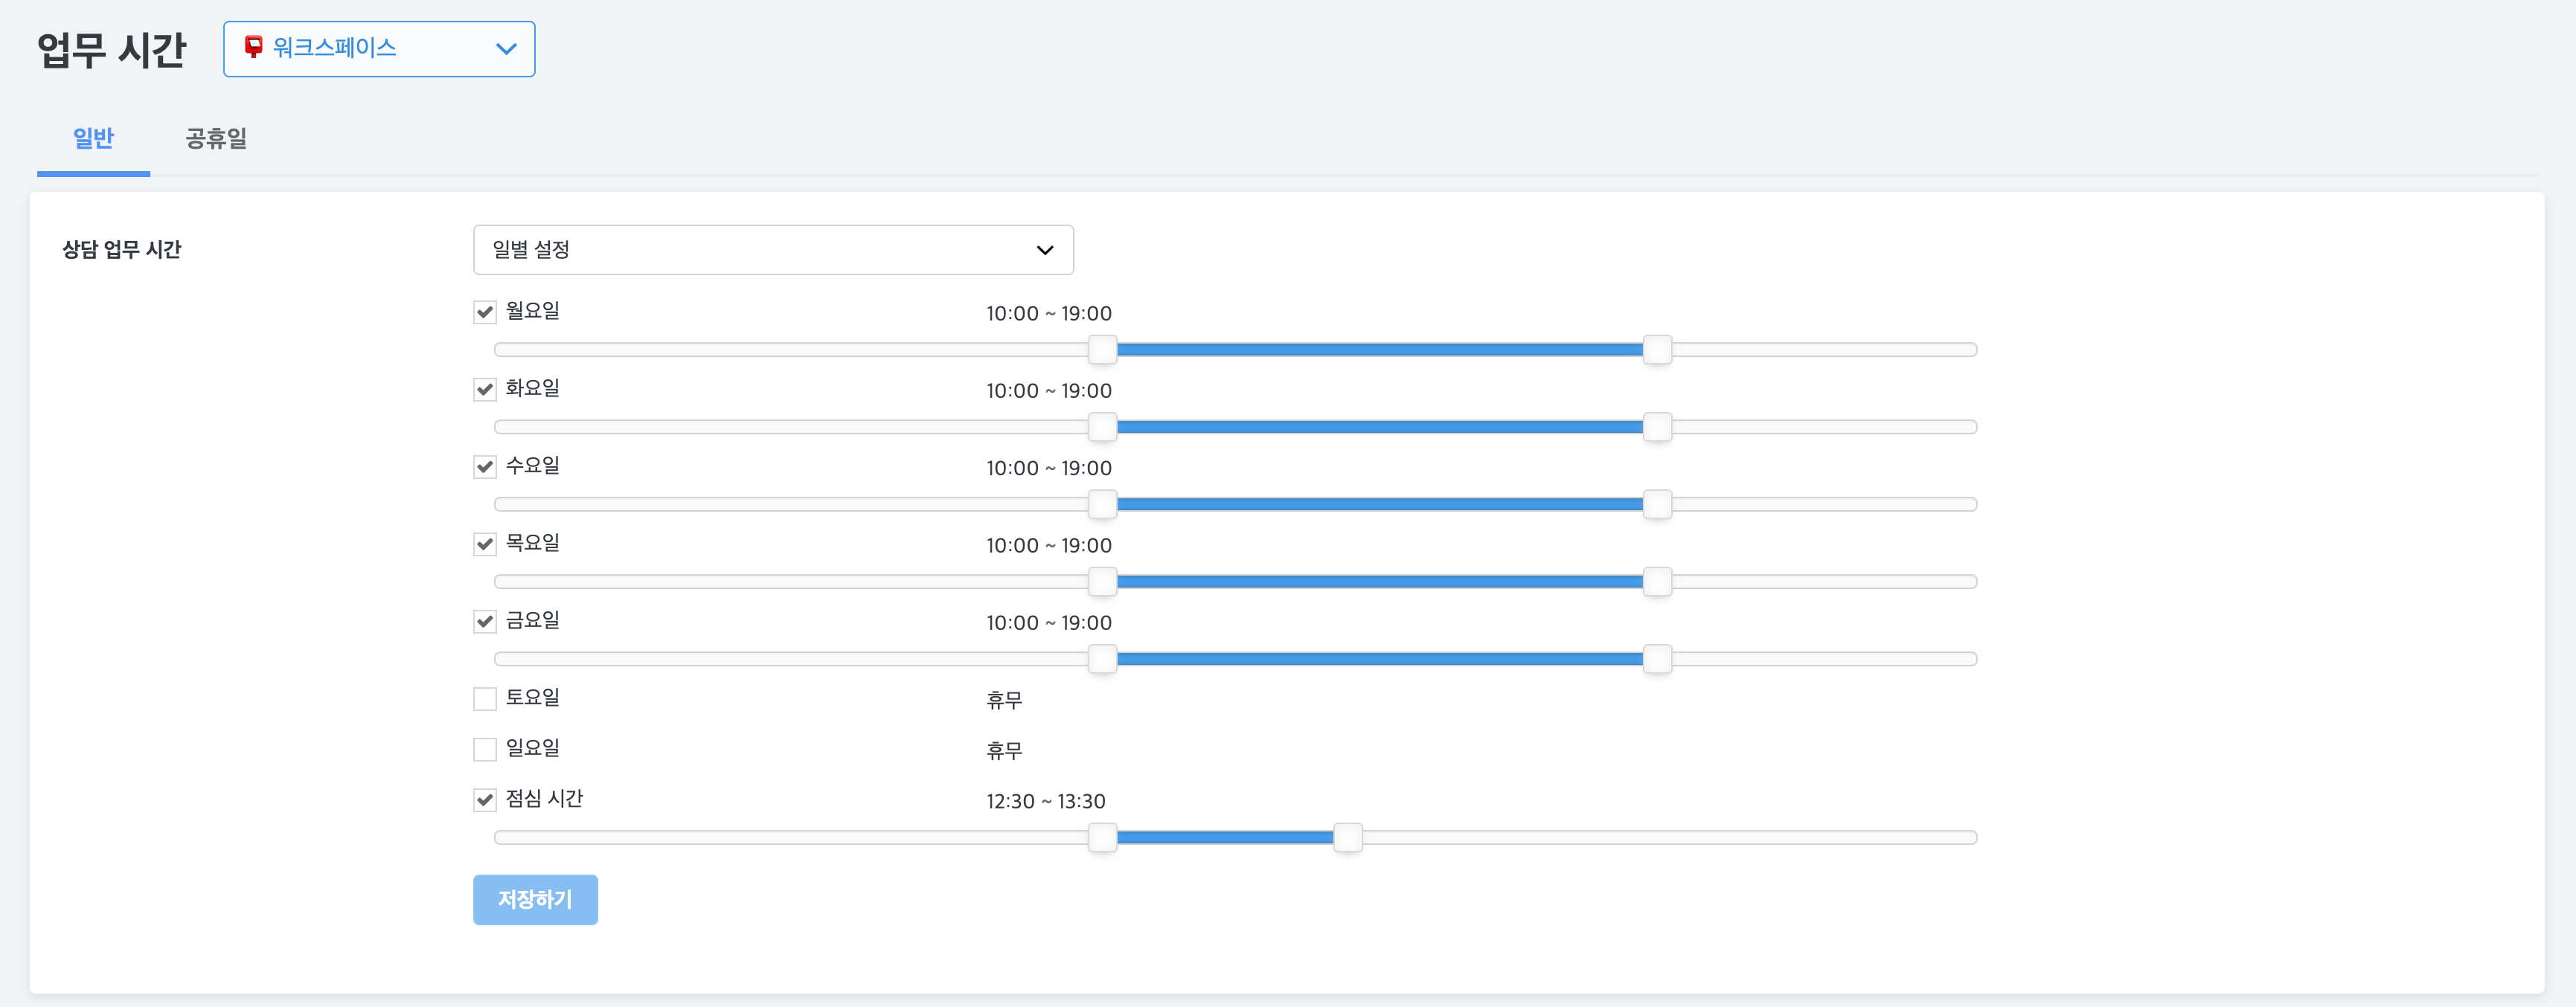 업무 시간
워크스페이스
일반 공휴일
상담 업무 시간
일별 설정
월요일 10:00 ~ 19:00
화요일 10:00 ~ 19:00
수요일 10:00 ~ 19:00
목요일 10:00 ~ 19:00
금요일 10:00 ~ 19:00
토요일 휴무
일요일 휴무
점심 시간 12:30 ~ 13:30
저장하기